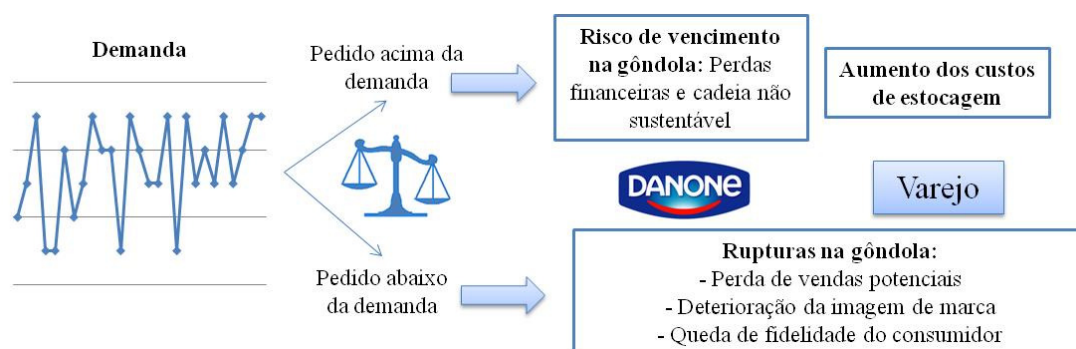 Demanda
Pedido acima da
demanda
Risco de vencimento
na gôndola: Perdas
financeiras e cadeia não
sustentável
Aumento dos custos
de estocagem
DANONE
Varejo
Pedido abaixo
da demanda
Rupturas na gôndola:
- Perda de vendas potenciais
- Deterioração da imagem de marca
- Queda de fidelidade do consumidor